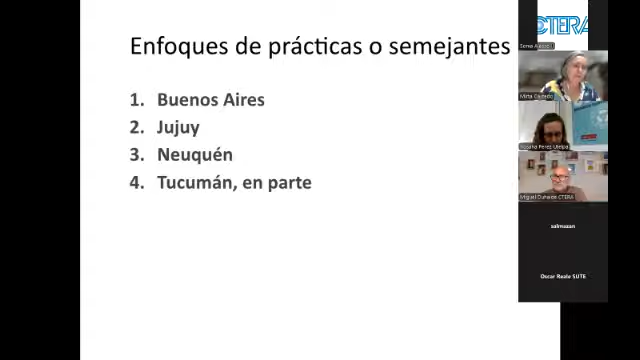 Enfoques de prácticas o semejantes
1. Buenos Aires
2. Jujuy
3. Neuquén
4. Tucumán, en parte
CTERA
Miguel Duhalde CTERA
salmazan
Oscar Reale SUTE